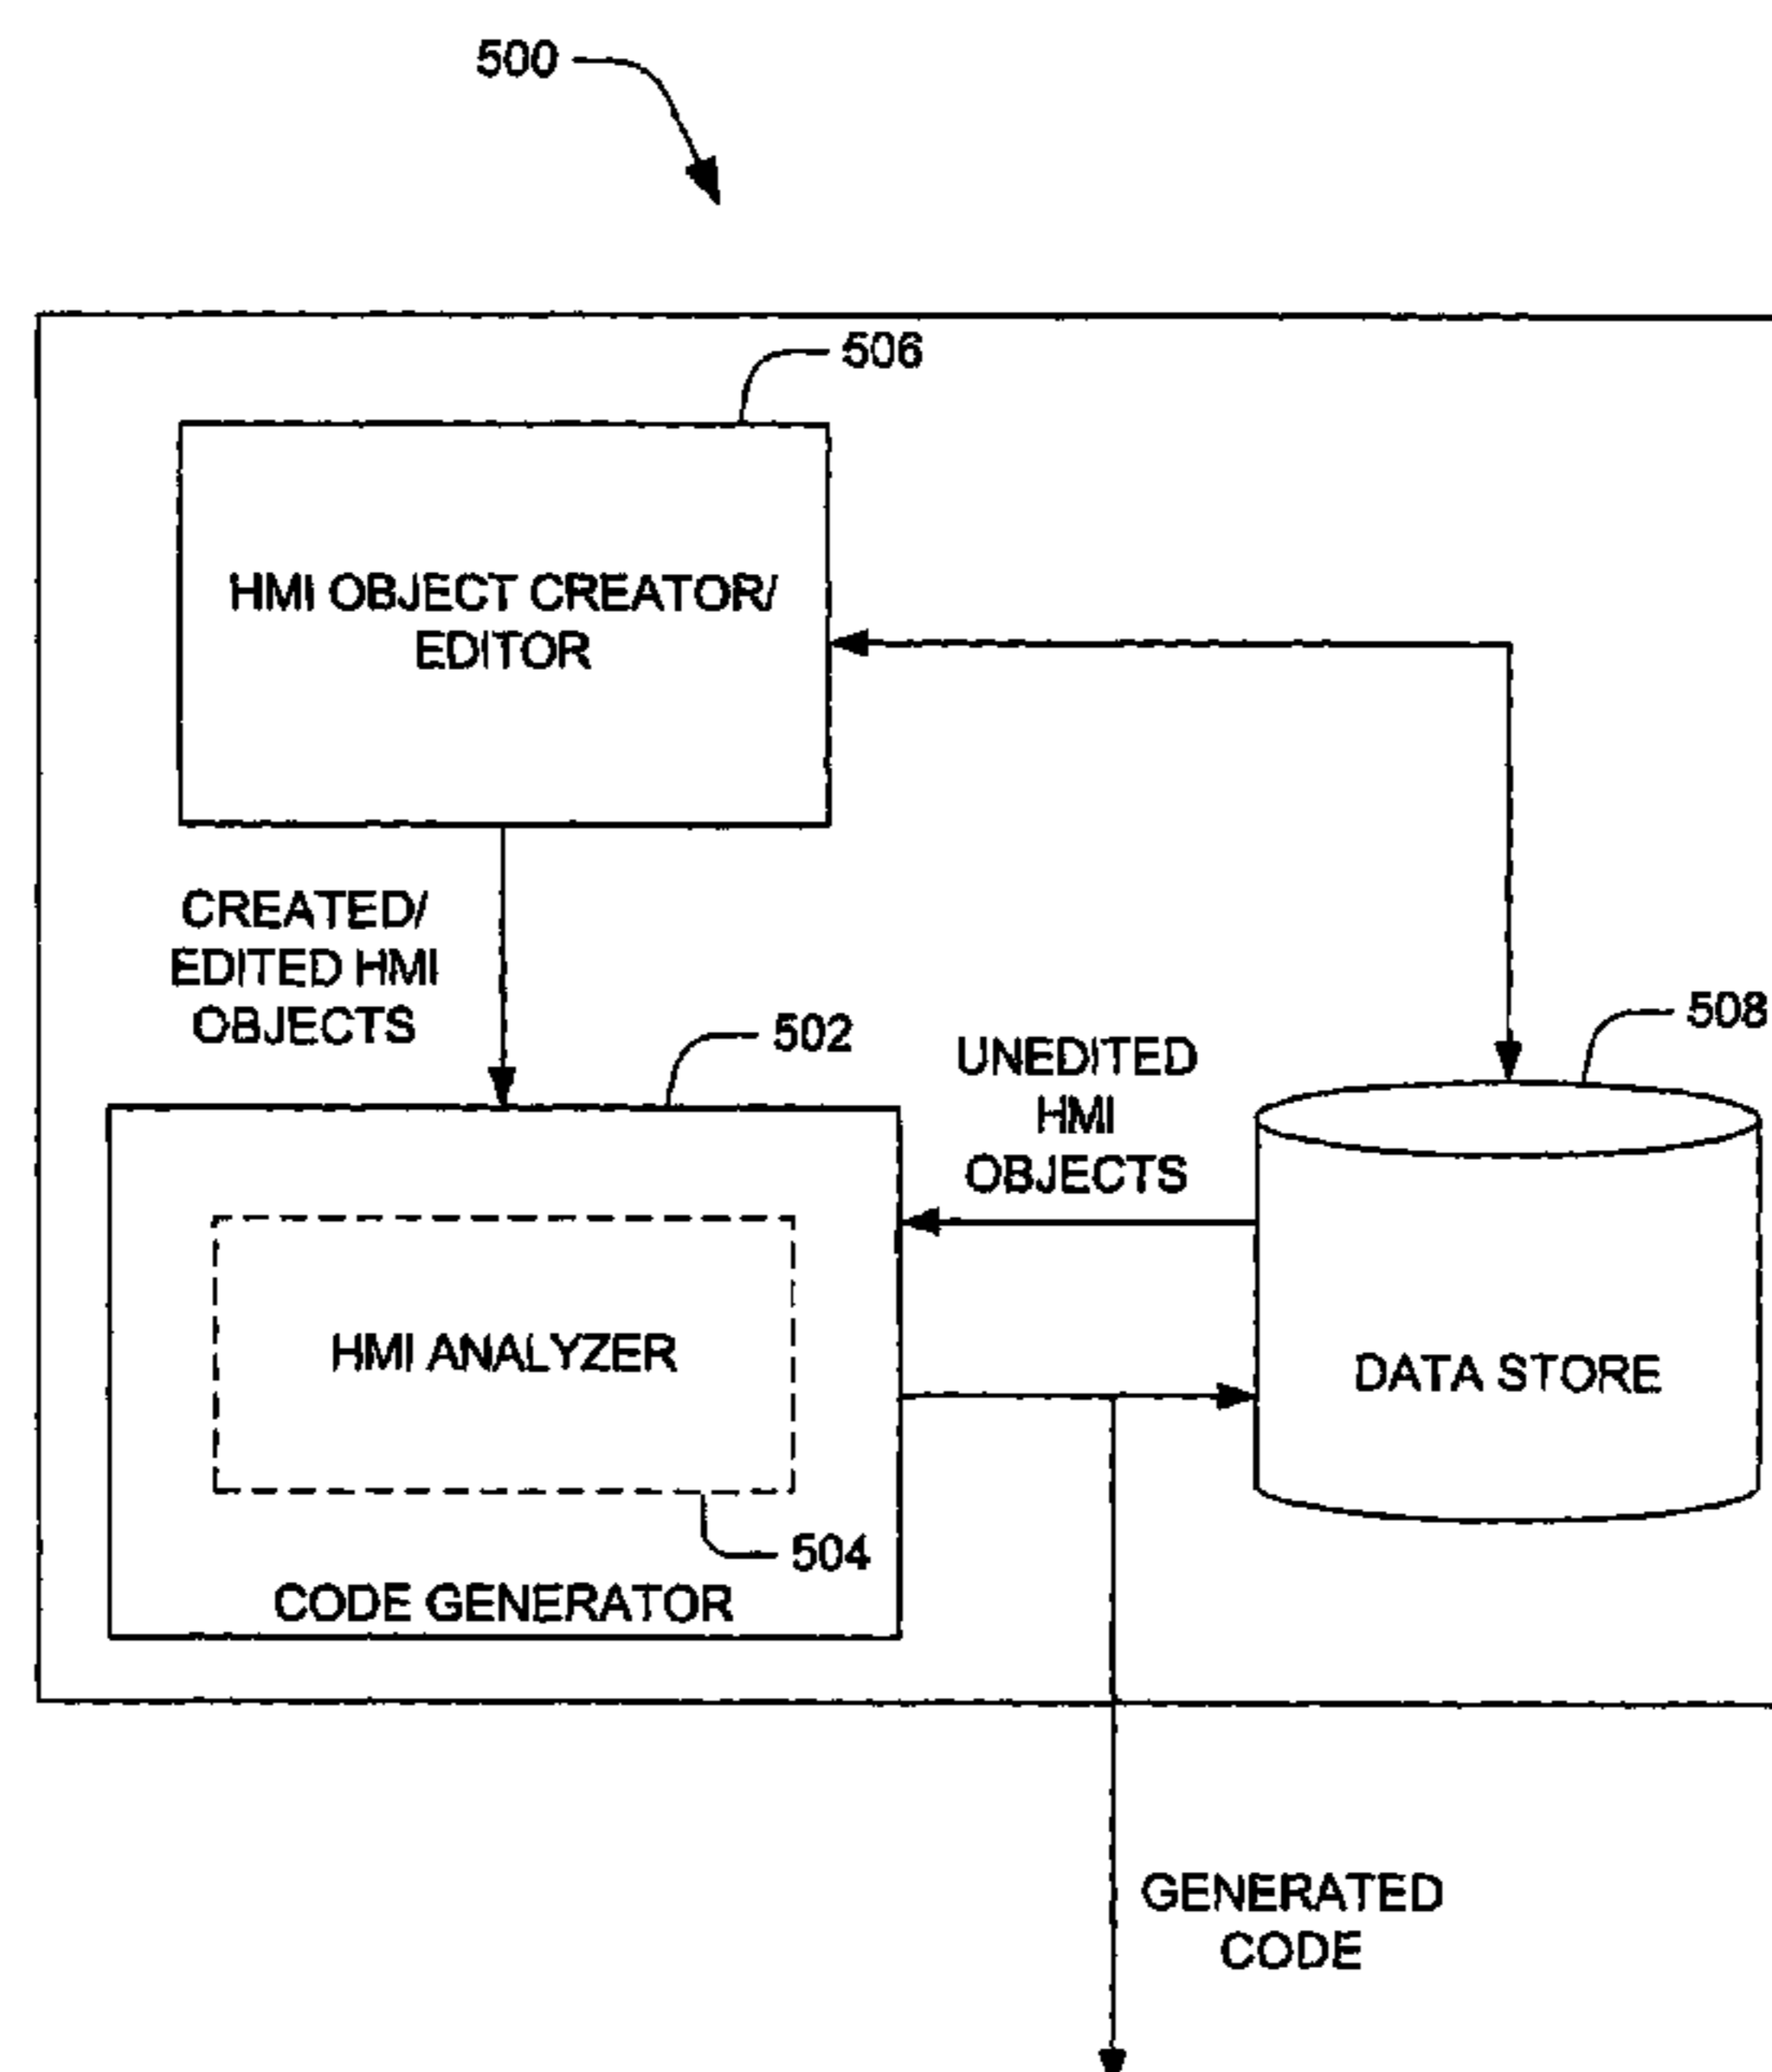 500
506
HMI OBJECT CREATOR/
EDITOR
CREATED/
EDITED HMI
OBJECTS
502
UNEDITED
HMI
OBJECTS
508
HMI ANALYZER
DATA STORE
504
CODE GENERATOR
GENERATED
CODE